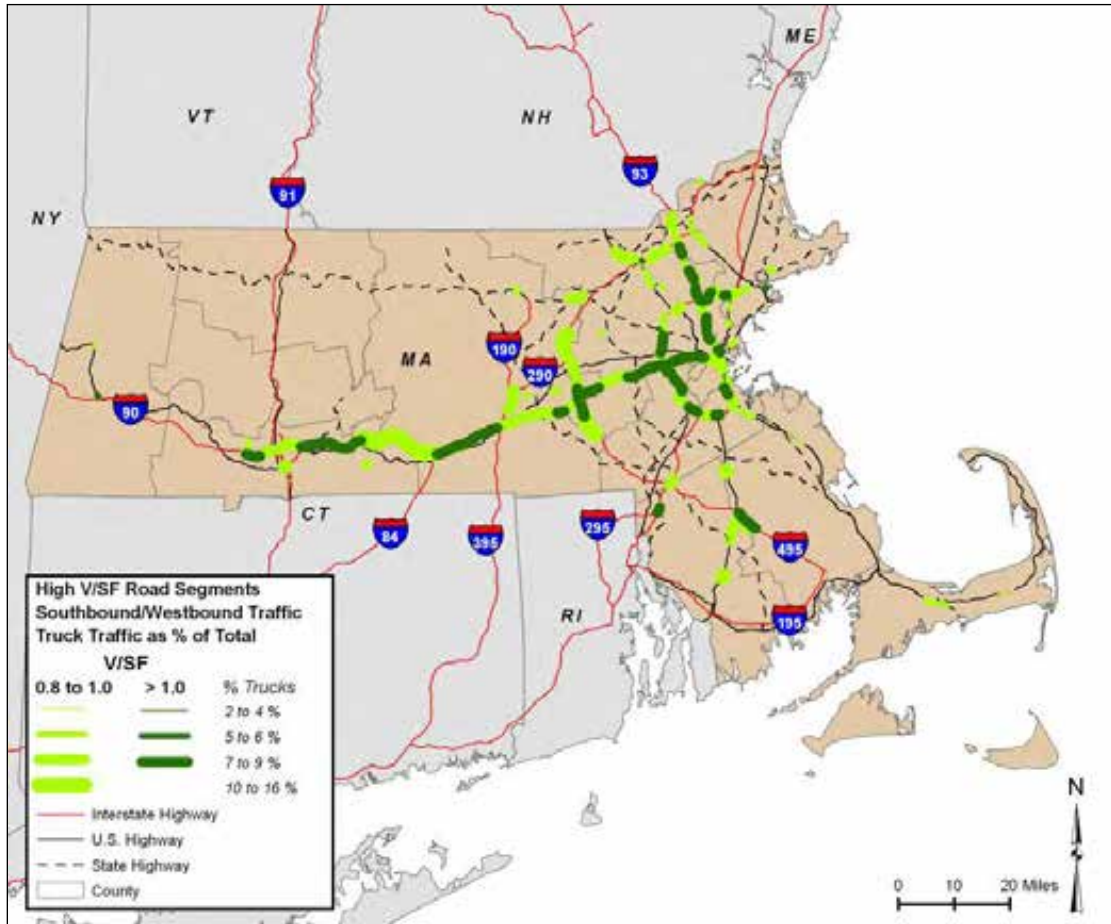 ME
VT
NH
93
91
NY
MA
190
290
90
CT
84
395
295
495
RI
195
High V/SF Road Segments
Southbound/Westbound Traffic
Truck Traffic as % of Total
V/SF
0.8 to 1.0 > 1.0 % Trucks
2 to 4 %
5 to 6 %
7 to 9 %
10 to 16 %
Interstate Highway
U.S. Highway
State Highway
County
N
0 10 20 Miles